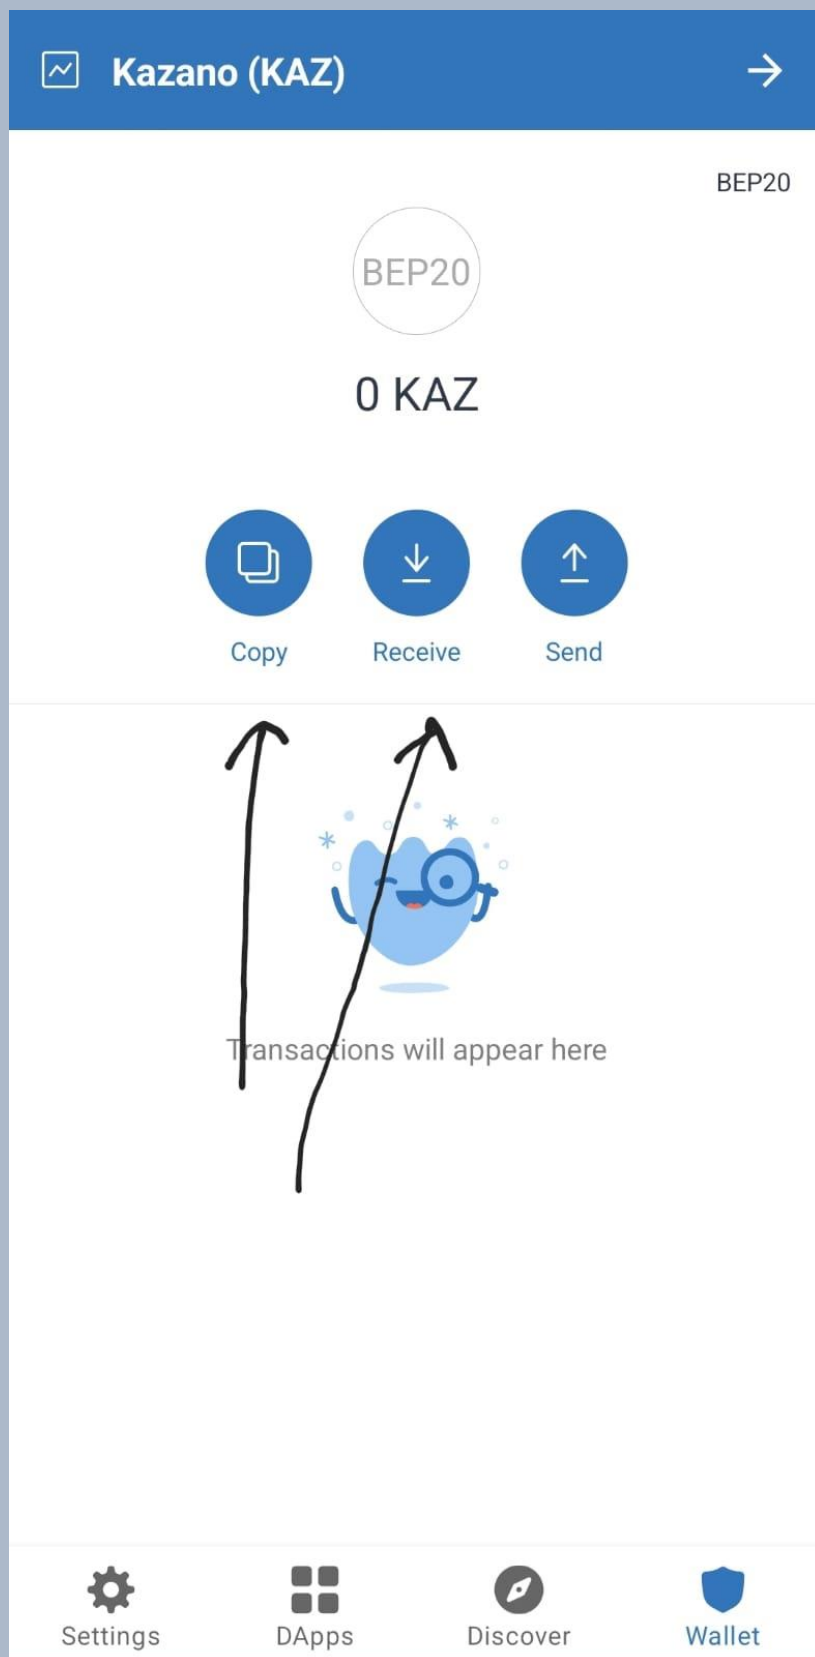 Kazano (KAZ)
BEP20
BEP20
0 KAZ
Copy Receive Send
Transactions will appear here
Settings DApps Discover Wallet